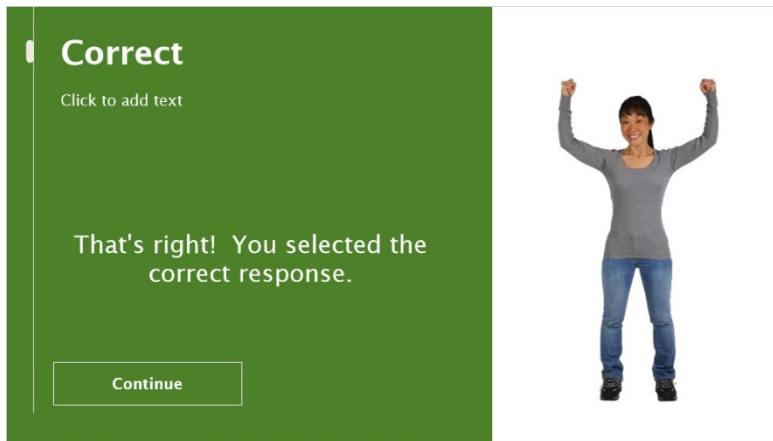 Correct
Click to add text
That's right!  You selected the
correct response.
Continue